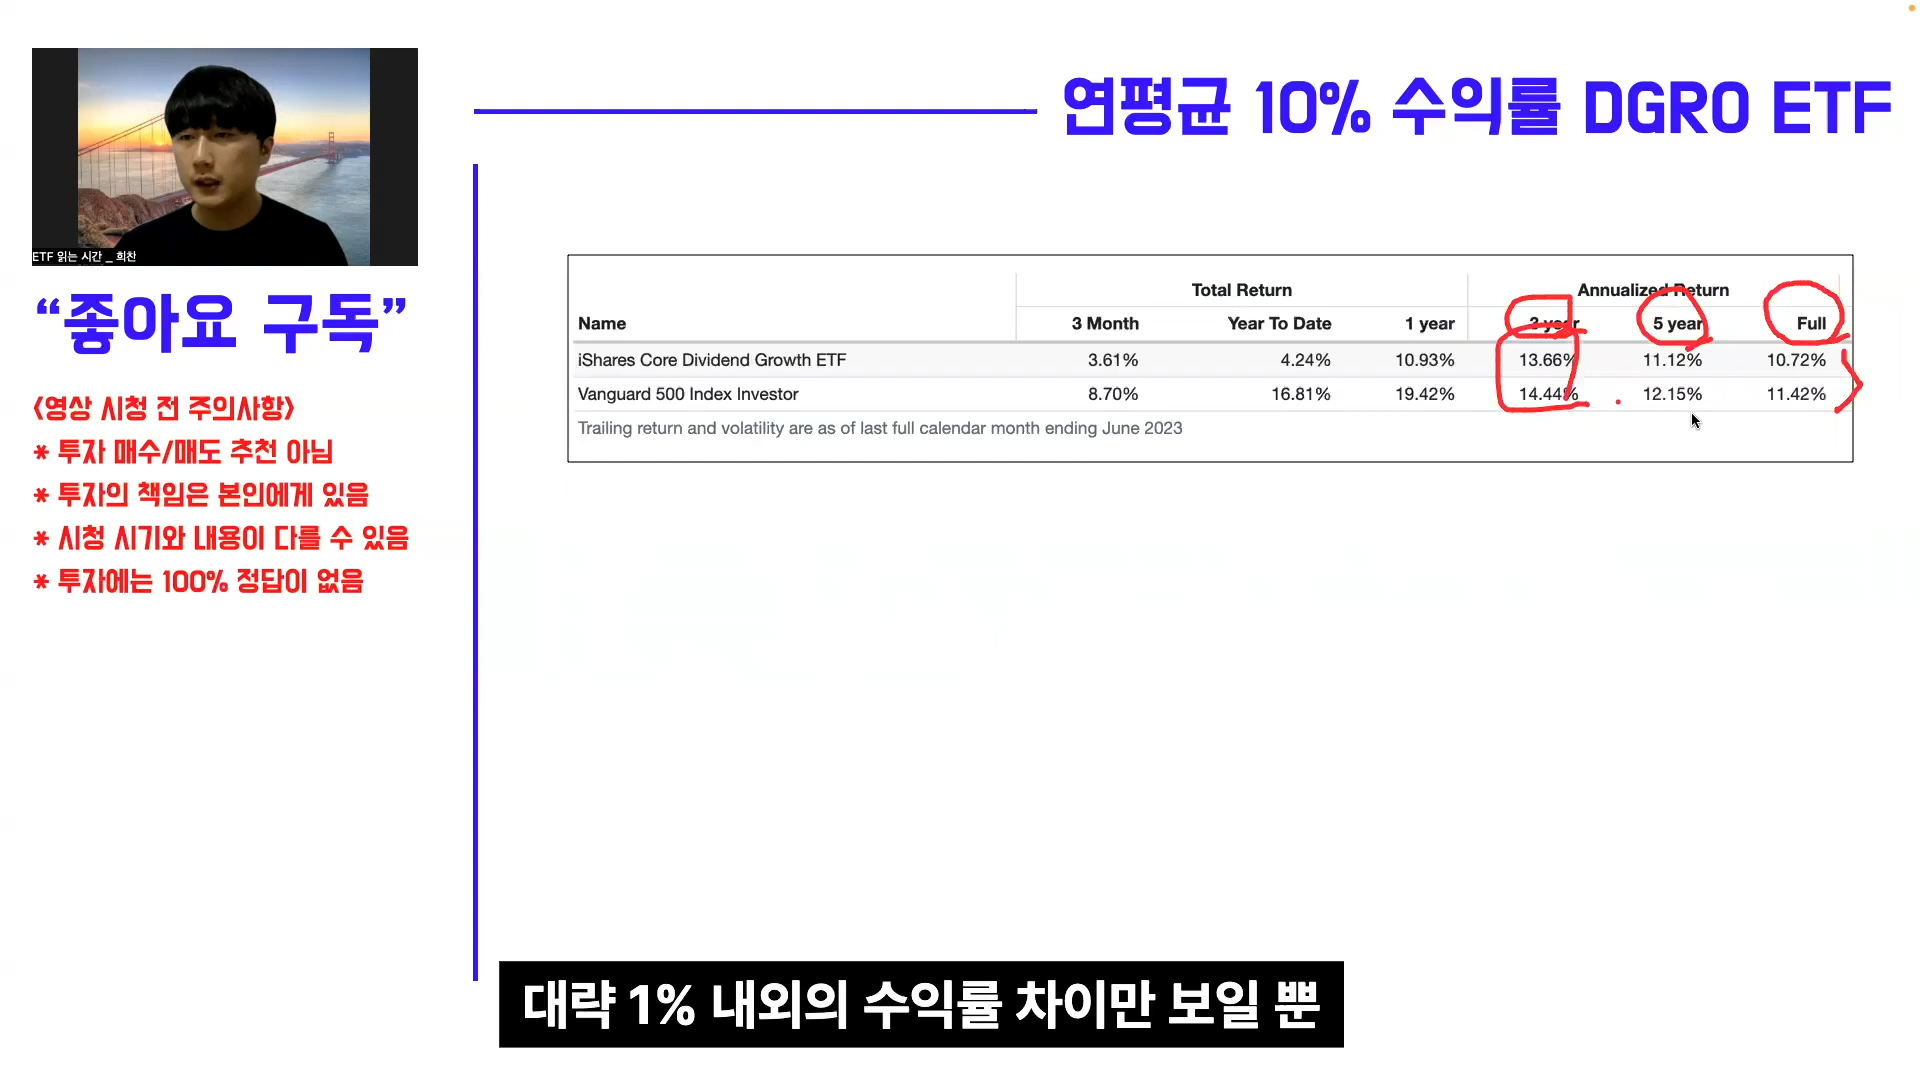 연평균 10% 수익률 DGRO ETF
ETF 읽는 시간 _ 희찬
“좋아요 구독”
<영상 시청 전 주의사항>
* 투자 매수/매도 추천 아님
* 투자의 책임은 본인에게 있음
* 시청 시기와 내용이 다를 수 있음
* 투자에는 100% 정답이 없음
Total Return Annualized Return
Name 3 Month Year To Date 1 year 3 year 5 year Full
iShares Core Dividend Growth ETF 3.61% 4.24% 10.93% 13.66% 11.12% 10.72%
Vanguard 500 Index Investor 8.70% 16.81% 19.42% 14.44% 12.15% 11.42%
Trailing return and volatility are as of last full calendar month ending June 2023
대략 1% 내외의 수익률 차이만 보일 뿐